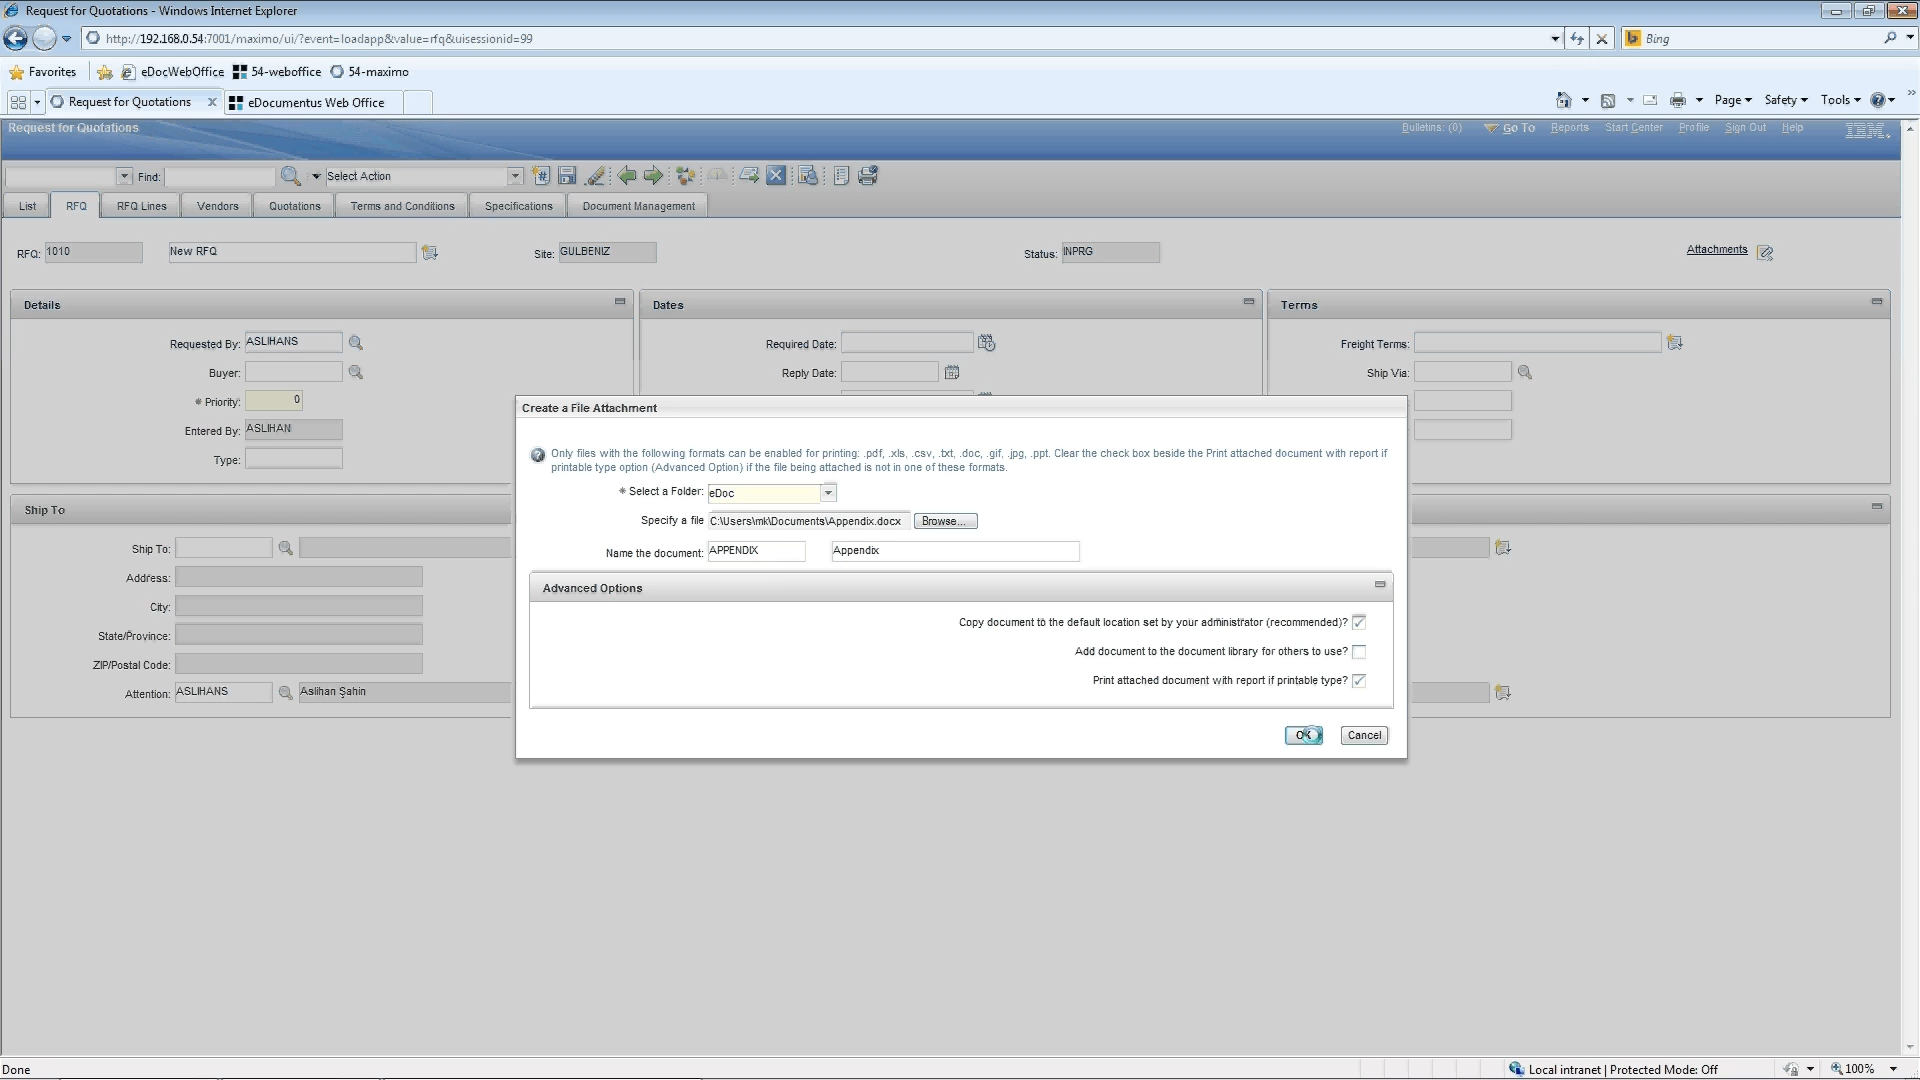 Request for Quotations - Windows Internet Explorer
http://192.168.0.54:7001/maximo/ui/?event=loadapp&value=rfq&uisessionid=99
Bing
Favorites eDocWebOffice 54-weboffice 54-maximo
Request for Quotations eDocumentus Web Office
Page Safety Tools
Request for Quotations
Bulletins: (0) Go To Reports Start Center Profile Sign Out Help IBM.
Find: Select Action
List RFQ RFQ Lines Vendors Quotations Terms and Conditions Specifications Document Management
RFQ: 1010 New RFQ Site: GULBENIZ Status: INPRG Attachments
Details Dates Terms
Requested By: ASLIHANS Required Date: Freight Terms:
Buyer: Reply Date: Ship Via:
* Priority: 0
Entered By: ASLIHAN
Type:
Ship To
Ship To:
Address:
City:
State/Province:
ZIP/Postal Code:
Attention: ASLIHANS Aslihan Şahin
Create a File Attachment
Only files with the following formats can be enabled for printing: .pdf, .xls, .csv, .txt, .doc, .gif, .jpg, .ppt. Clear the check box beside the Print attached document with report if
printable type option (Advanced Option) if the file being attached is not in one of these formats.
* Select a Folder: eDoc
Specify a file C:\Users\mk\Documents\Appendix.docx Browse...
Name the document: APPENDIX Appendix
Advanced Options
Copy document to the default location set by your administrator (recommended)?
Add document to the document library for others to use?
Print attached document with report if printable type?
OK Cancel
Done Local intranet | Protected Mode: Off 100%